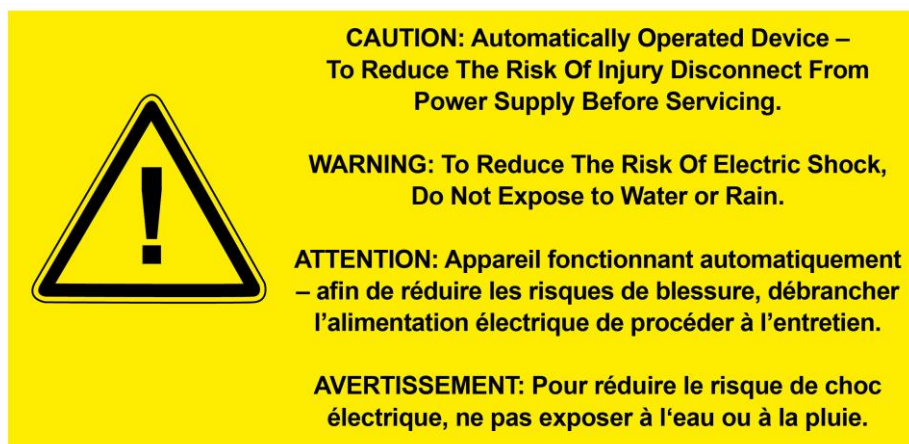 CAUTION: Automatically Operated Device –
To Reduce The Risk Of Injury Disconnect From
Power Supply Before Servicing.
WARNING: To Reduce The Risk Of Electric Shock,
Do Not Expose to Water or Rain.
ATTENTION: Appareil fonctionnant automatiquement
– afin de réduire les risques de blessure, débrancher
l’alimentation électrique de procéder à l’entretien.
AVERTISSEMENT: Pour réduire le risque de choc
électrique, ne pas exposer à l‘eau ou à la pluie.